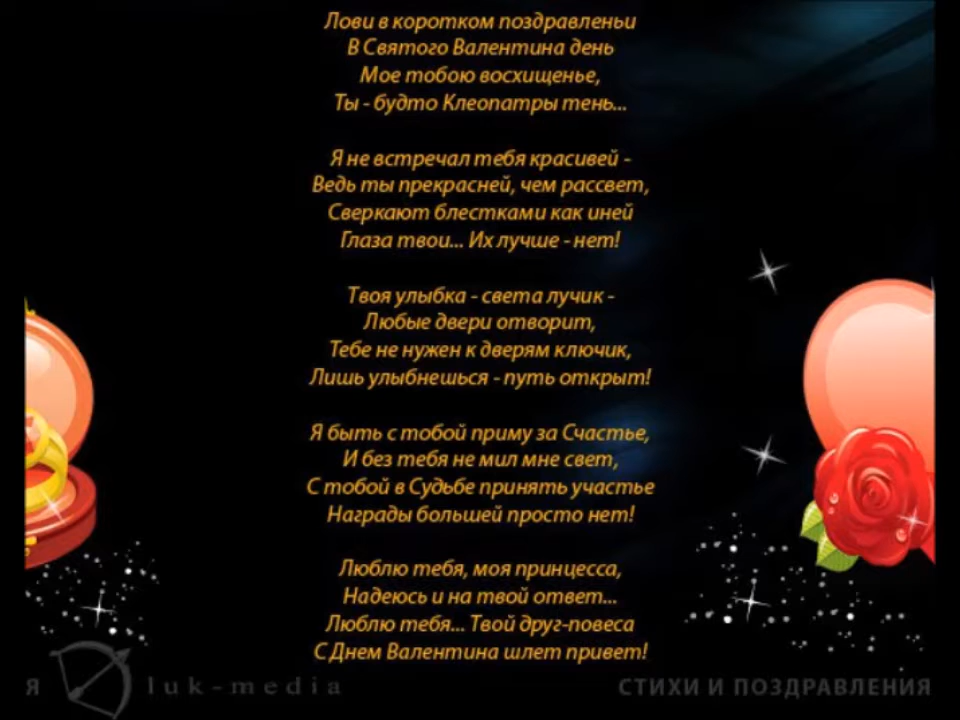 Лови в коротком поздравленьи
В Святого Валентина день
Мое тобою восхищенье,
Ты - будто Клеопатры тень...
Я не встречал тебя красивей -
Ведь ты прекрасней, чем рассвет,
Сверкают блестками как иней
Глаза твои... Их лучше - нет!
Твоя улыбка - света лучик -
Любые двери отворит,
Тебе не нужен к дверям ключик,
Лишь улыбнешься - путь открыт!
Я быть с тобой приму за Счастье,
И без тебя не мил мне свет,
С тобой в Судьбе принять участье
Награды большей просто нет!
Люблю тебя, моя принцесса,
Надеюсь и на твой ответ...
Люблю тебя... Твой друг-повеса
С Днем Валентина шлет привет!
Я luk-media СТИХИ И ПОЗДРАВЛЕНИЯ